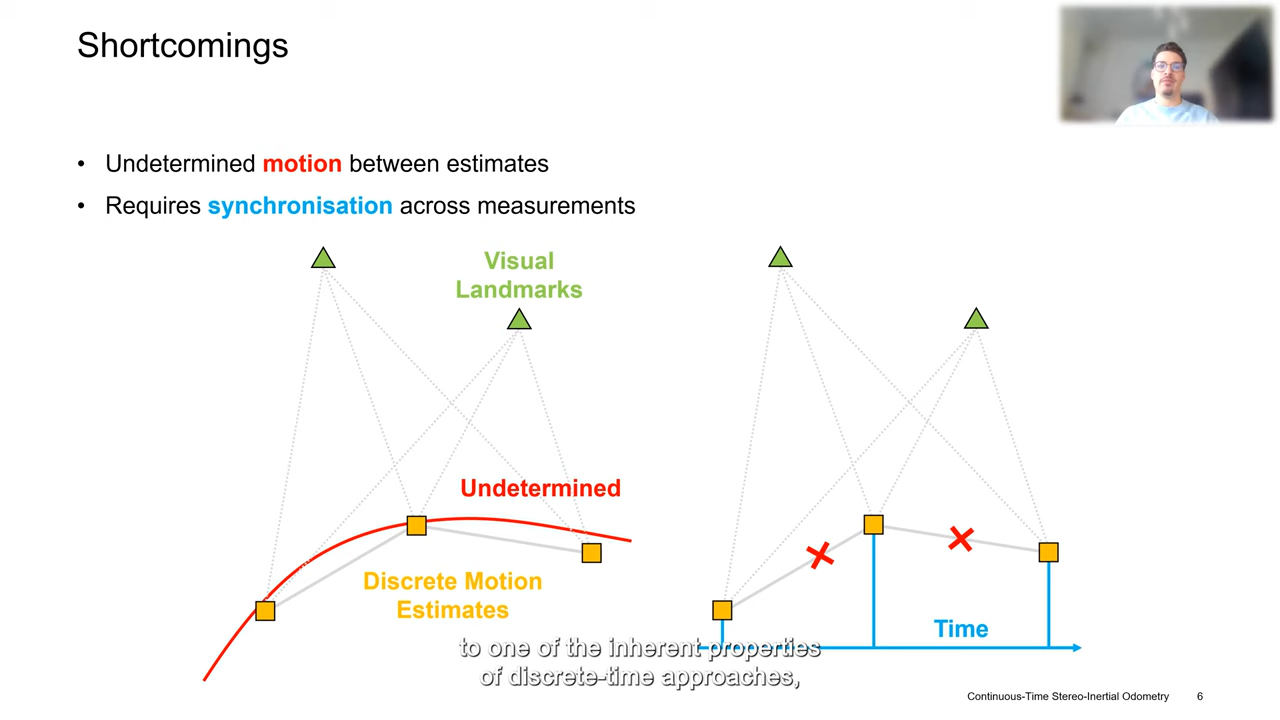 Shortcomings
• Undetermined motion between estimates
• Requires synchronisation across measurements
Visual
Landmarks
Undetermined
Discrete Motion
Estimates
Time
to one of the inherent properties
of discrete-time approaches,
Continuous-Time Stereo-Inertial Odometry 6